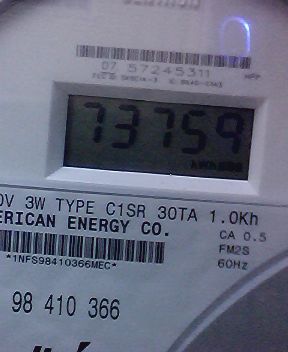 07 57245311
73759
0V 3W TYPE C1SR 30TA 1.0Kh
ERICAN ENERGY CO.
CA 0.5
FM2S
60Hz
*1NFS98410366MEC*
98 410 366